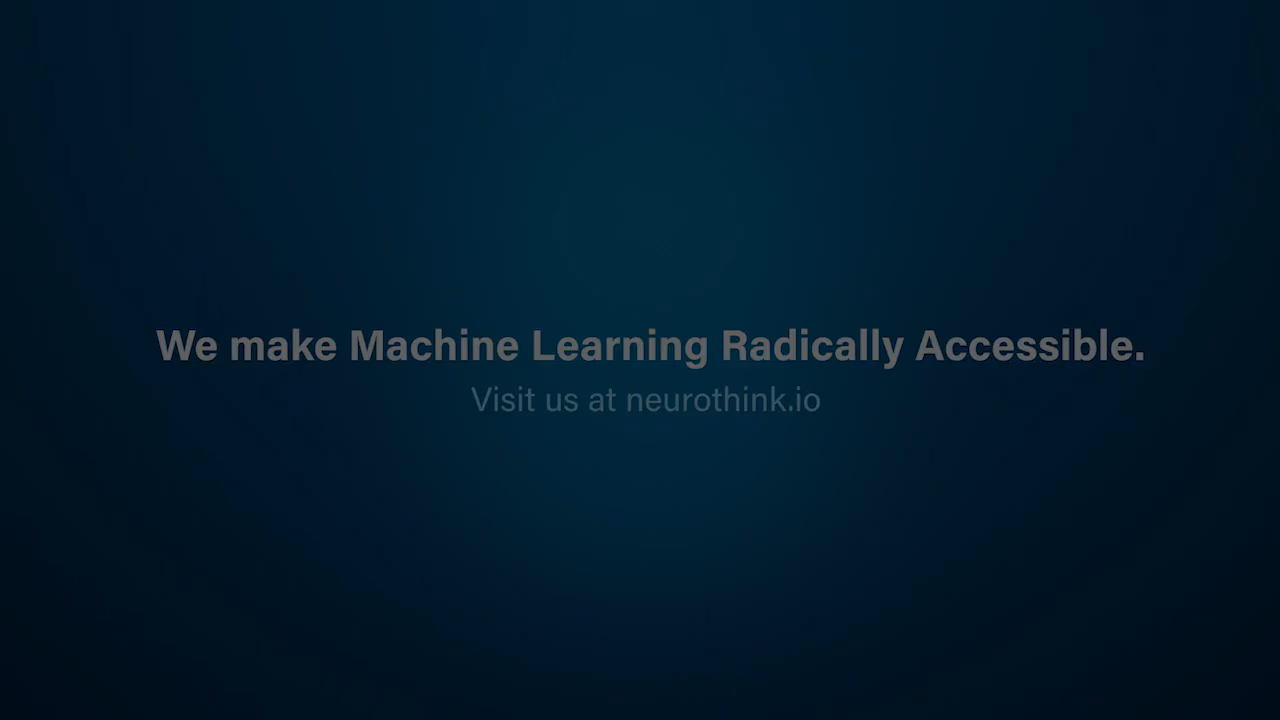 We make Machine Learning Radically Accessible.
Visit us at neurothink.io